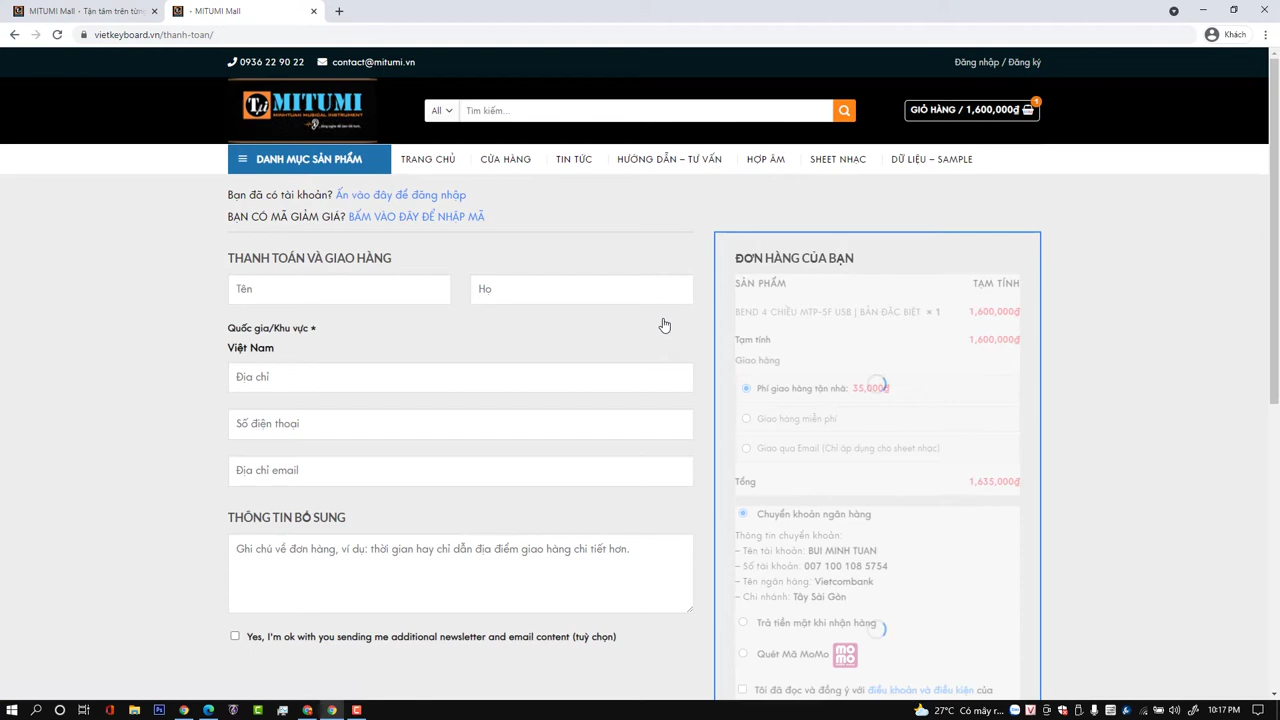 MITUMI Mall - Tận tâm trên từng
- MITUMI Mall
vietkeyboard.vn/thanh-toan/
Khách
0936 22 90 22
contact@mitumi.vn
Đăng nhập / Đăng ký
MITUMI
MINHTUAN MUSICAL INSTRUMENT
All
Tìm kiếm...
GIỎ HÀNG / 1,600,000₫
1
DANH MỤC SẢN PHẨM
TRANG CHỦ
CỬA HÀNG
TIN TỨC
HƯỚNG DẪN – TƯ VẤN
HỢP ÂM
SHEET NHẠC
DỮ LIỆU – SAMPLE
Bạn đã có tài khoản? Ấn vào đây để đăng nhập
BẠN CÓ MÃ GIẢM GIÁ? BẤM VÀO ĐÂY ĐỂ NHẬP MÃ
THANH TOÁN VÀ GIAO HÀNG
Tên
Họ
Quốc gia/Khu vực *
Việt Nam
Địa chỉ
Số điện thoại
Địa chỉ email
THÔNG TIN BỔ SUNG
Ghi chú về đơn hàng, ví dụ: thời gian hay chỉ dẫn địa điểm giao hàng chi tiết hơn.
Yes, I'm ok with you sending me additional newsletter and email content (tuỳ chọn)
ĐƠN HÀNG CỦA BẠN
SẢN PHẨM
TẠM TÍNH
BEND 4 CHIỀU MTP-5F USB | BẢN ĐẶC BIỆT × 1
1,600,000₫
Tạm tính
1,600,000₫
Giao hàng
Phí giao hàng tận nhà: 35,000₫
Giao hàng miễn phí
Giao qua Email (Chỉ áp dụng cho sheet nhạc)
Tổng
1,635,000₫
Chuyển khoản ngân hàng
Thông tin chuyển khoản:
– Tên tài khoản: BUI MINH TUAN
– Số tài khoản: 007 100 108 5754
– Tên ngân hàng: Vietcombank
– Chi nhánh: Tây Sài Gòn
Trả tiền mặt khi nhận hàng
Quét Mã MoMo
mo
mo
Tôi đã đọc và đồng ý với điều khoản và điều kiện của
27°C Có mây r...
10:17 PM